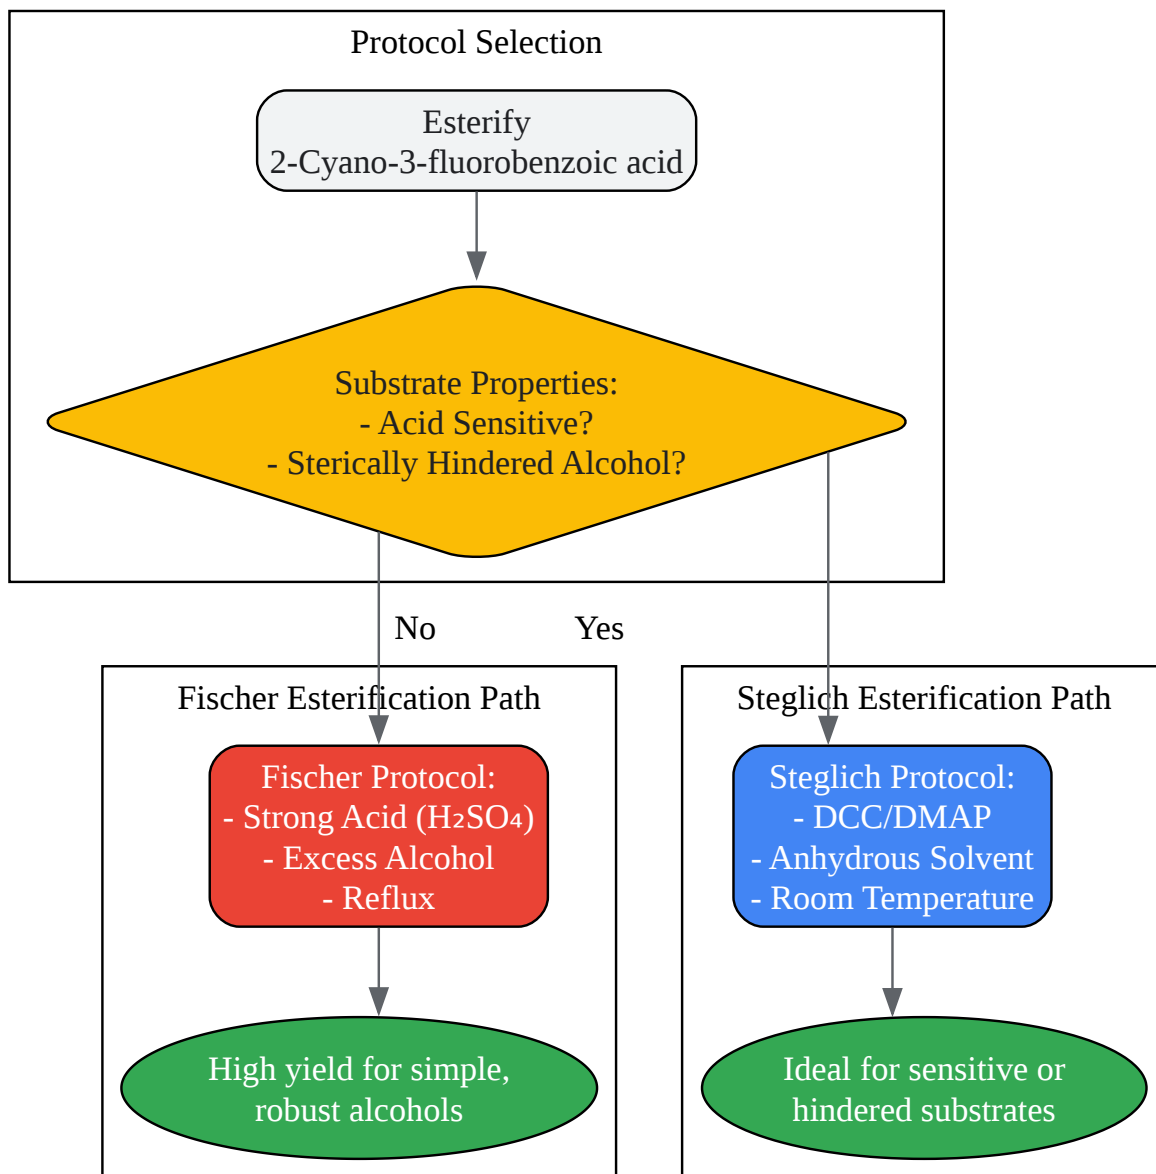 Protocol Selection
Esterify
2-Cyano-3-fluorobenzoic acid
Substrate Properties:
- Acid Sensitive?
- Sterically Hindered Alcohol?
No
Yes
Fischer Esterification Path
Fischer Protocol:
- Strong Acid (H₂SO₄)
- Excess Alcohol
- Reflux
High yield for simple,
robust alcohols
Steglich Esterification Path
Steglich Protocol:
- DCC/DMAP
- Anhydrous Solvent
- Room Temperature
Ideal for sensitive or
hindered substrates